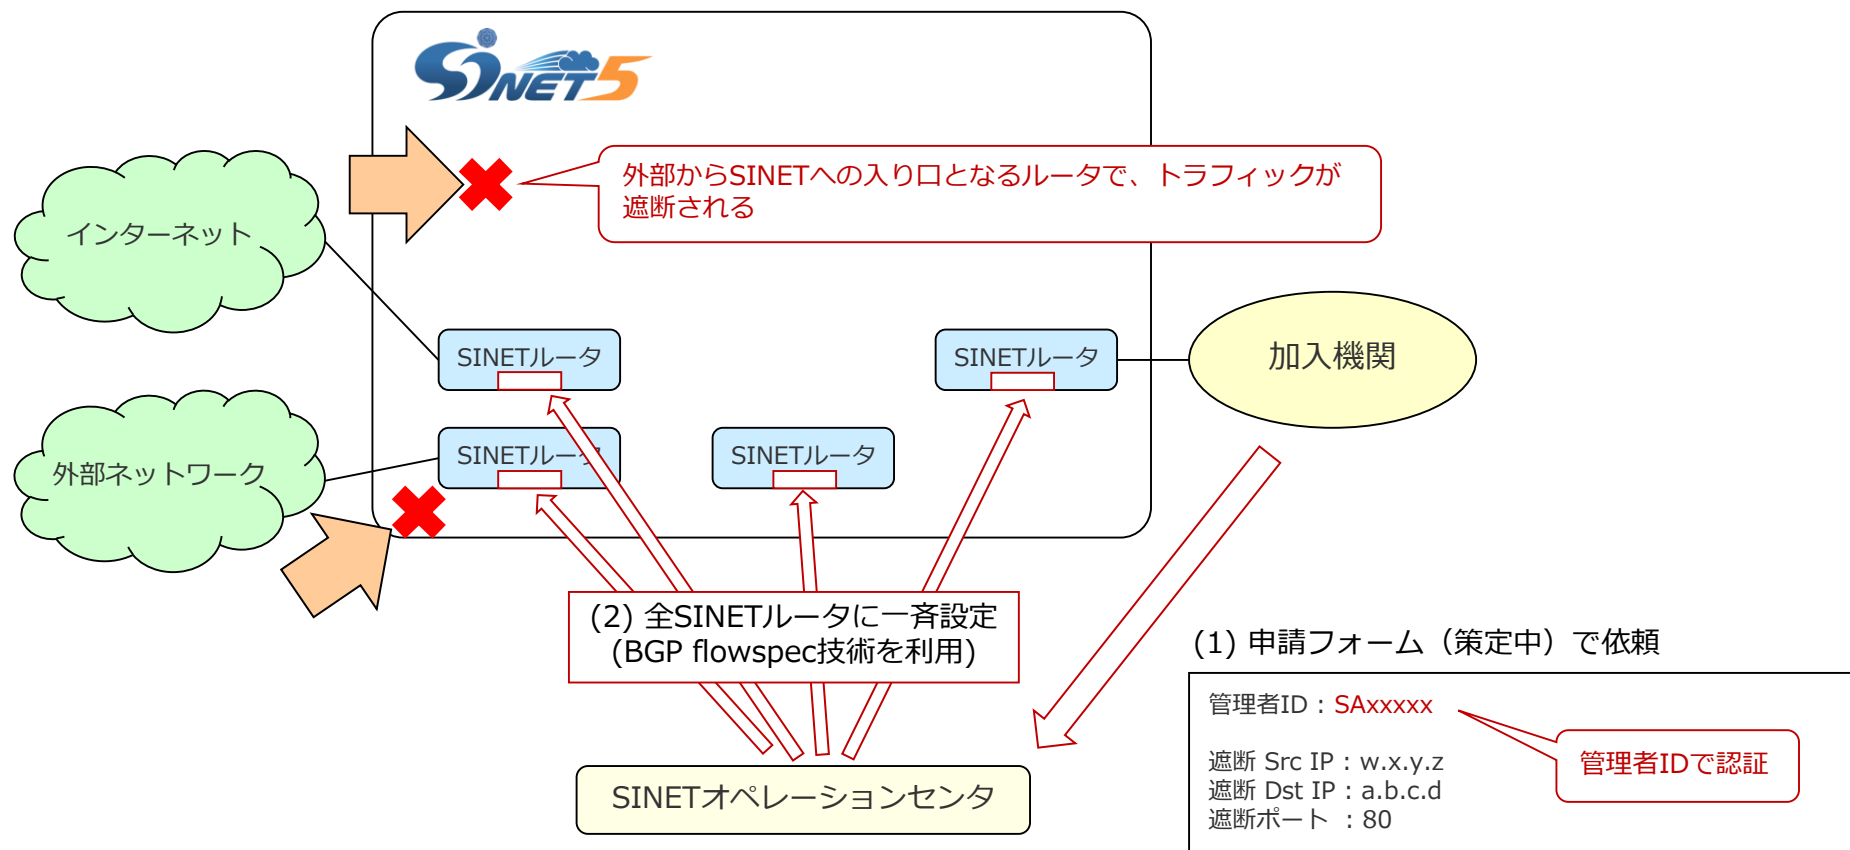 SINET5
外部からSINETへの入り口となるルータで、トラフィックが
遮断される
インターネット
SINETルータ
SINETルータ
加入機関
外部ネットワーク
SINETルータ
SINETルータ
(2) 全SINETルータに一斉設定
(BGP flowspec技術を利用)
(1) 申請フォーム（策定中）で依頼
管理者ID : SAxxxxx
管理者IDで認証
遮断 Src IP : w.x.y.z
遮断 Dst IP : a.b.c.d
遮断ポート : 80
SINETオペレーションセンタ